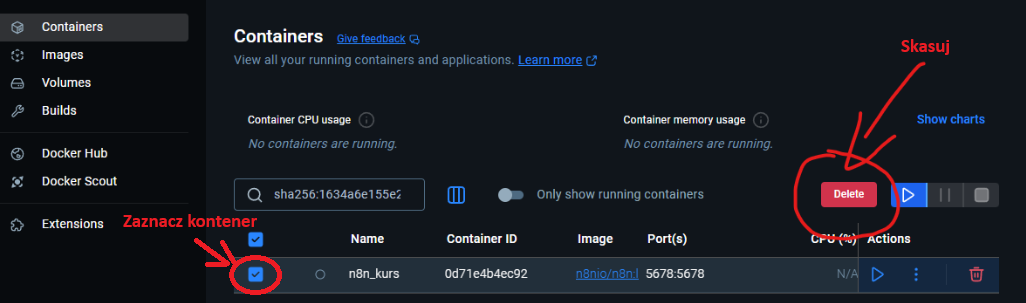 Containers
Images
Volumes
Builds
Docker Hub
Docker Scout
Extensions
Containers Give feedback
View all your running containers and applications. Learn more
Skasuj
Container CPU usage
No containers are running.
Container memory usage
No containers are running.
Show charts
sha256:1634a6e155e2
Only show running containers
Delete
Zaznacz kontener
Name Container ID Image Port(s) CPU (%) Actions
n8n_kurs 0d71e4b4ec92 n8nio/n8n:l 5678:5678 N/A